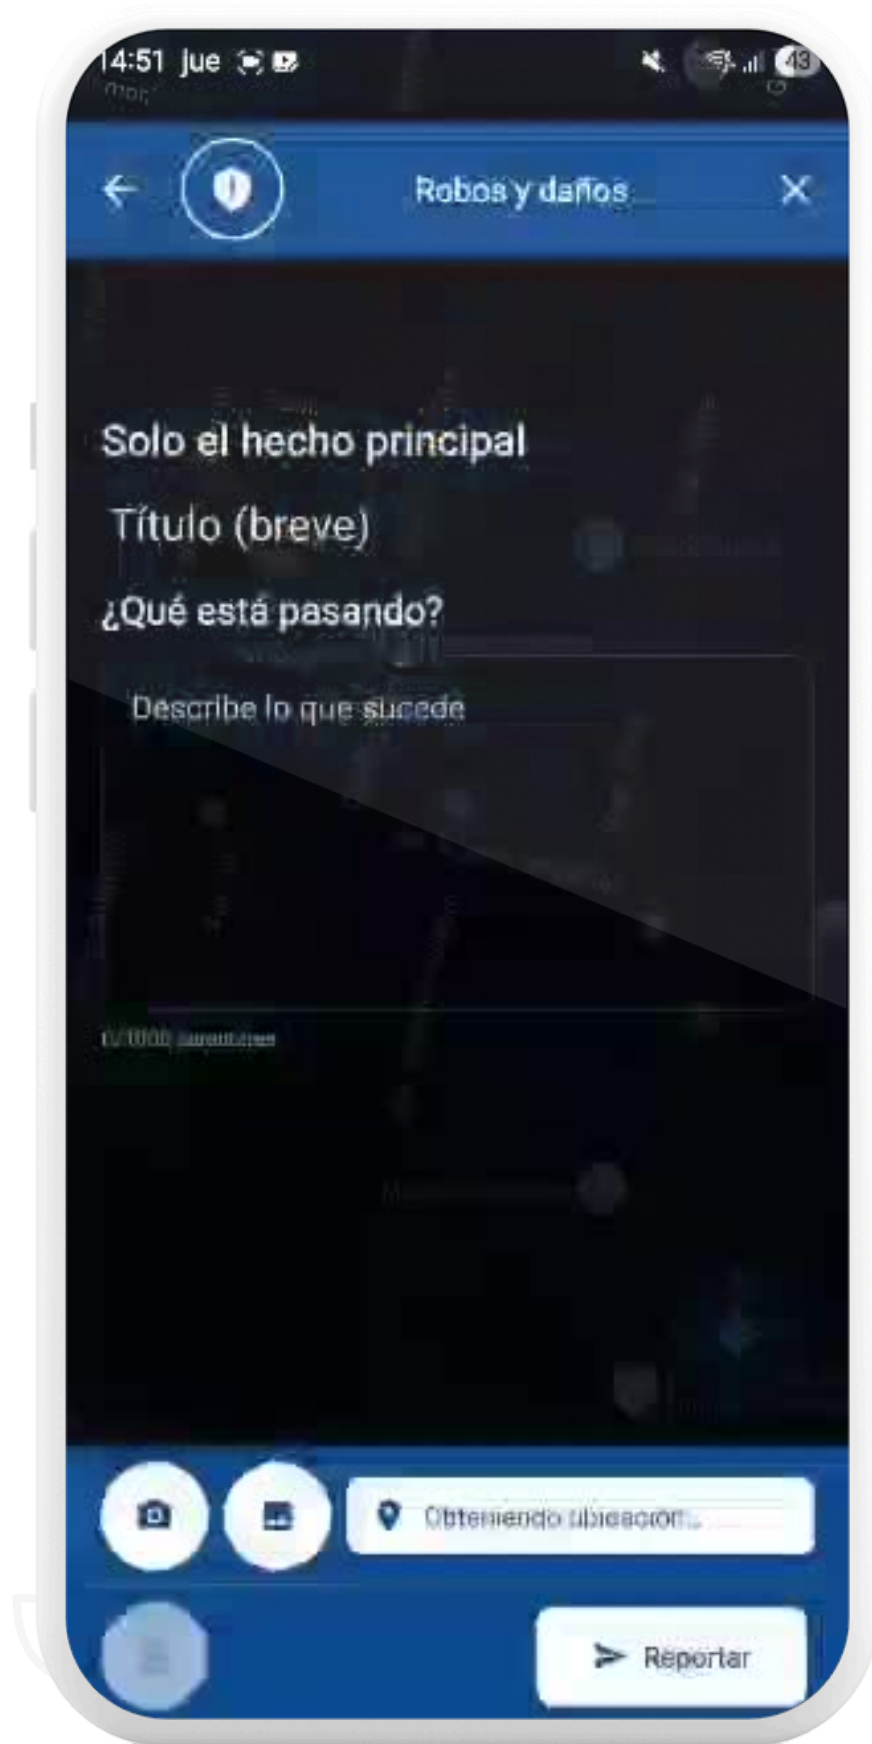 14:51 jue
43
Robos y daños
Solo el hecho principal
Título (breve)
¿Qué está pasando?
Describe lo que sucede
Obteniendo ubicación...
Reportar